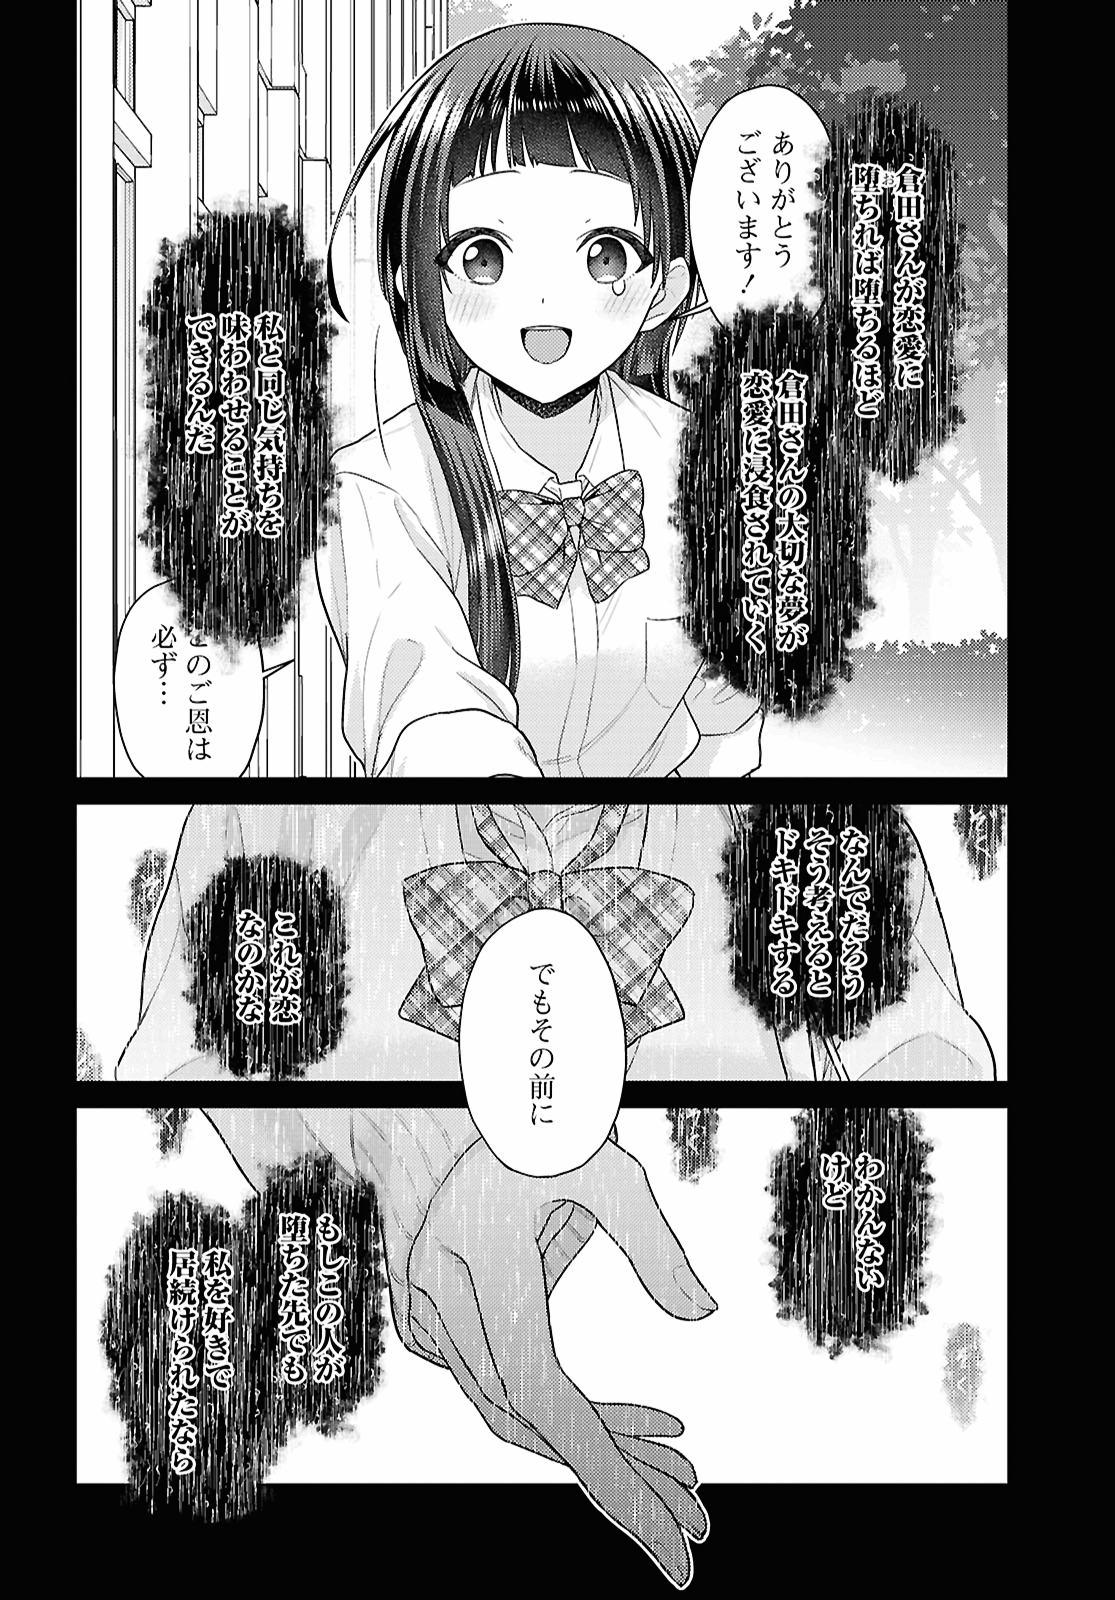 倉田さんが恋愛に
堕ちれば堕ちるほど
お
ありがとう
ございます!
倉田さんの大切な夢が
恋愛に浸食されていく
私と同じ気持ちを
味わわせることが
できるんだ
このご恩は
必ず…
なんでだろう
そう考えると
ドキドキする
でもその前に
これが恋
なのかな
わかんない
けど
もしこの人が
堕ちた先でも
私を好きで
居続けられたなら